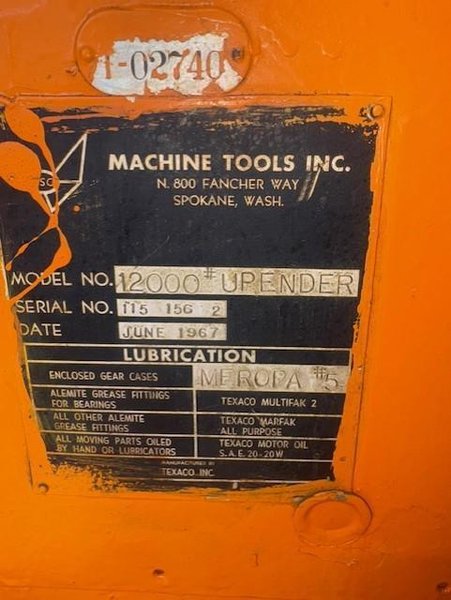 1-02740
SC
MACHINE TOOLS INC.
N. 800 FANCHER WAY
SPOKANE, WASH.
MODEL NO. 12000# UPENDER
SERIAL NO. 115 156 2
DATE JUNE 1967
LUBRICATION
ENCLOSED GEAR CASES MEROPA #5
ALEMITE GREASE FITTINGS
FOR BEARINGS
TEXACO MULTIFAK 2
ALL OTHER ALEMITE
GREASE FITTINGS
TEXACO MARFAK
ALL PURPOSE
ALL MOVING PARTS OILED
BY HAND OR LUBRICATORS
TEXACO MOTOR OIL
S.A.E. 20-20W
MANUFACTURED BY
TEXACO INC.